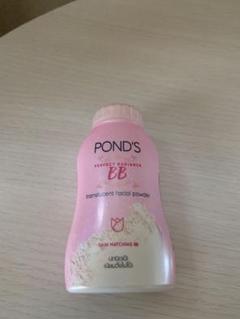 POND'S
PERFECT RADIANCE
BB
translucent facial powder
SKIN MATCHING BB